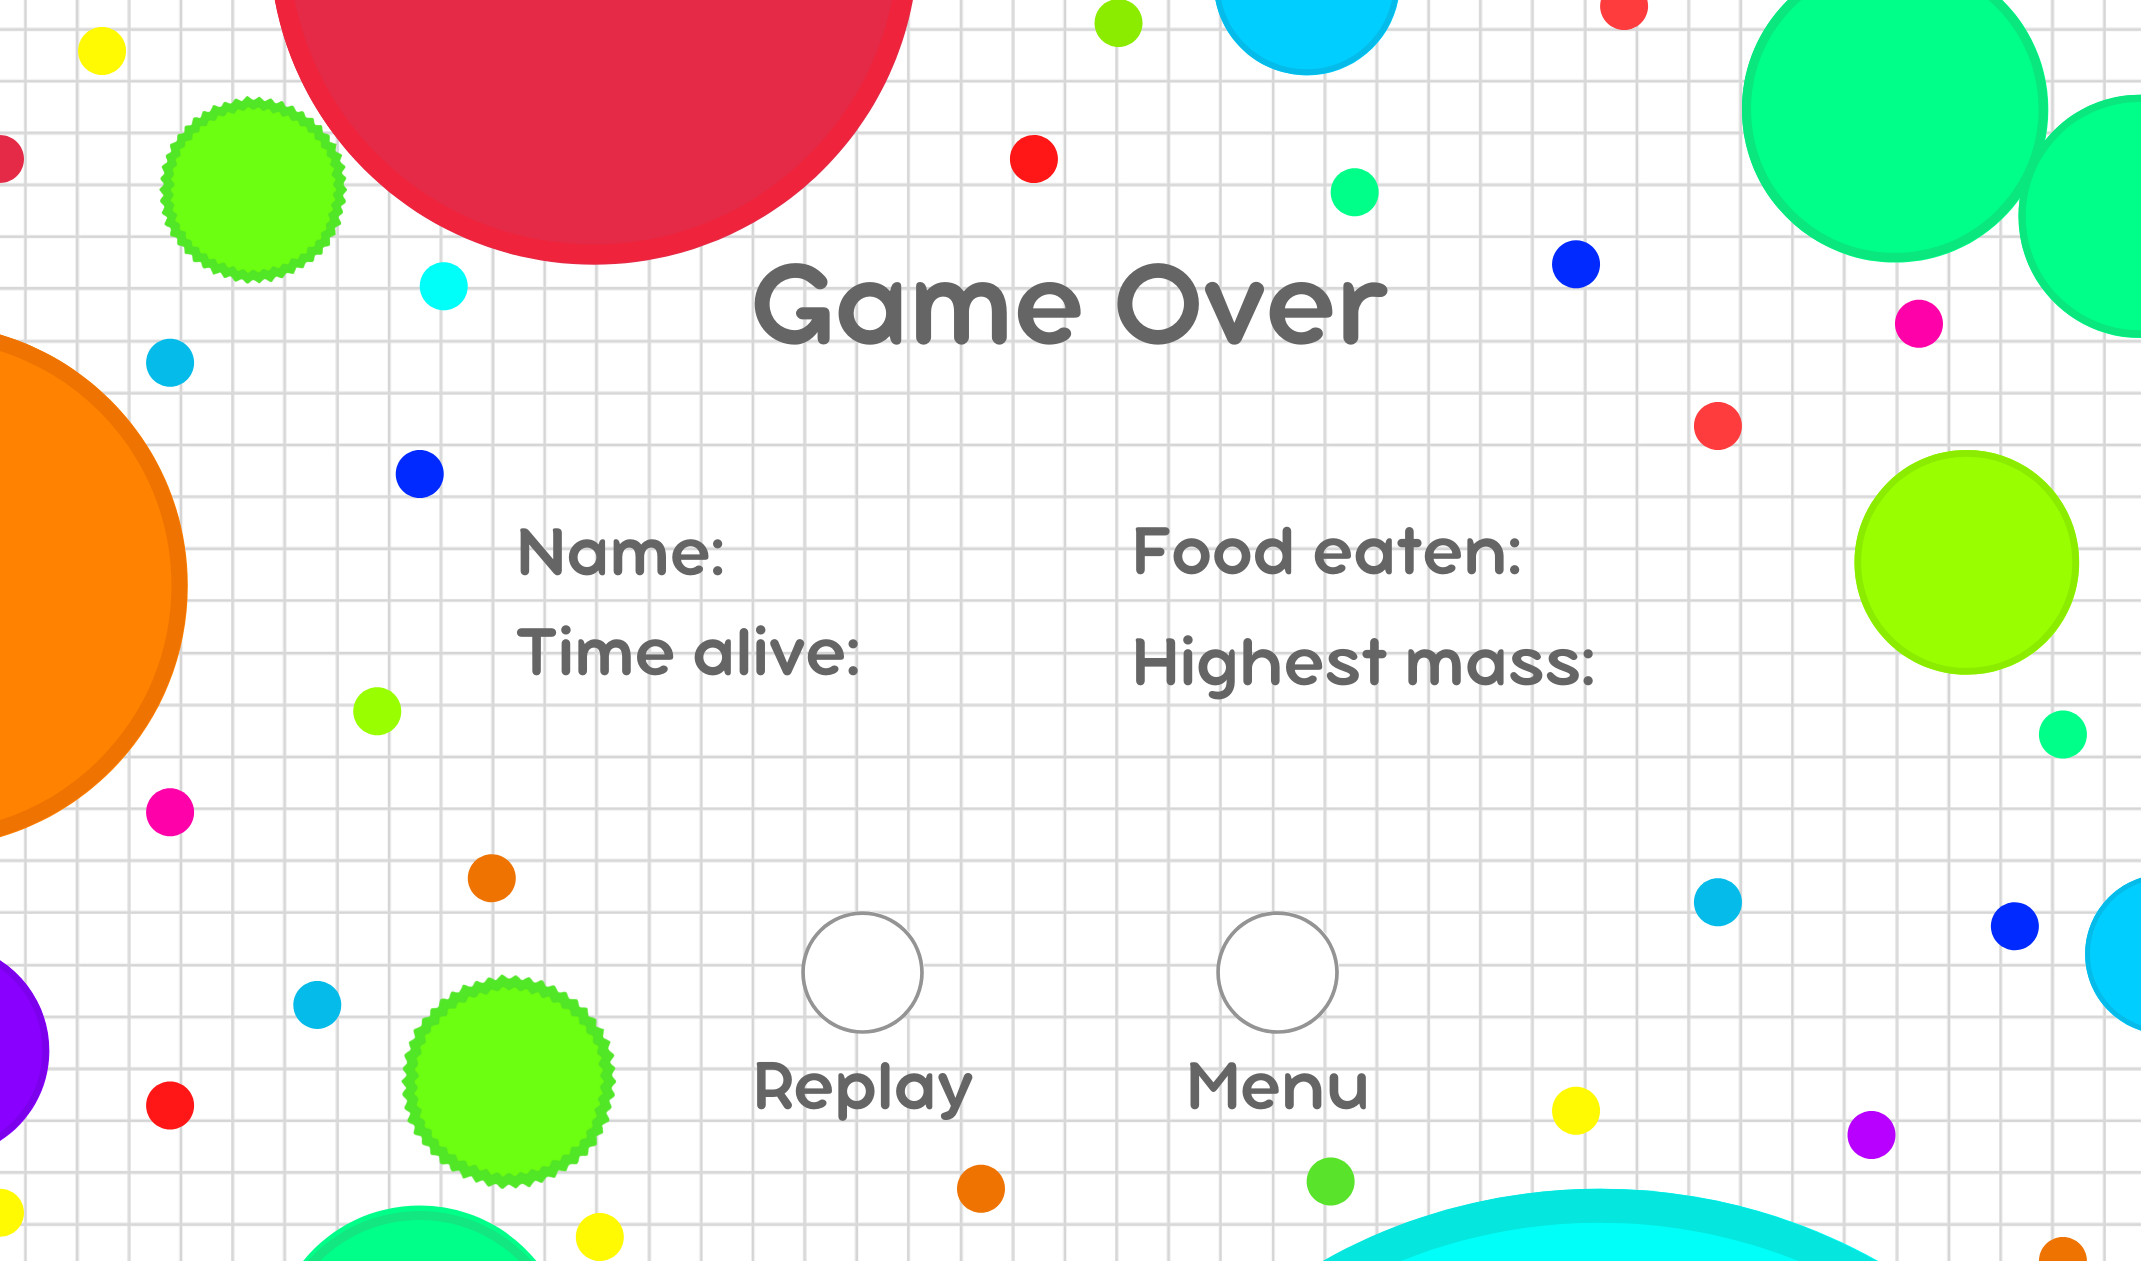 Game Over
Name:
Food eaten:
Time alive:
Highest mass:
Replay
Menu